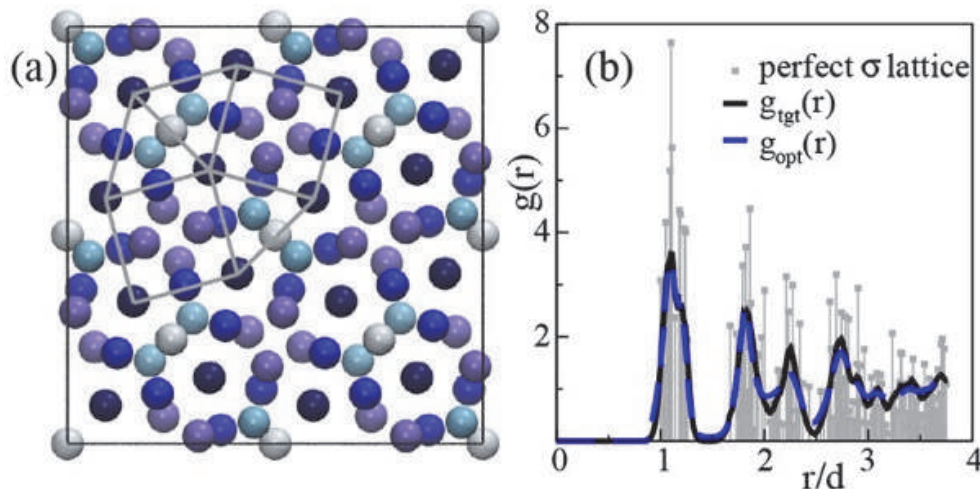 (a)
(b)
8
6
4
2
g(r)
perfect σ lattice
g_tgt(r)
g_opt(r)
0 1 2 3 4
r/d